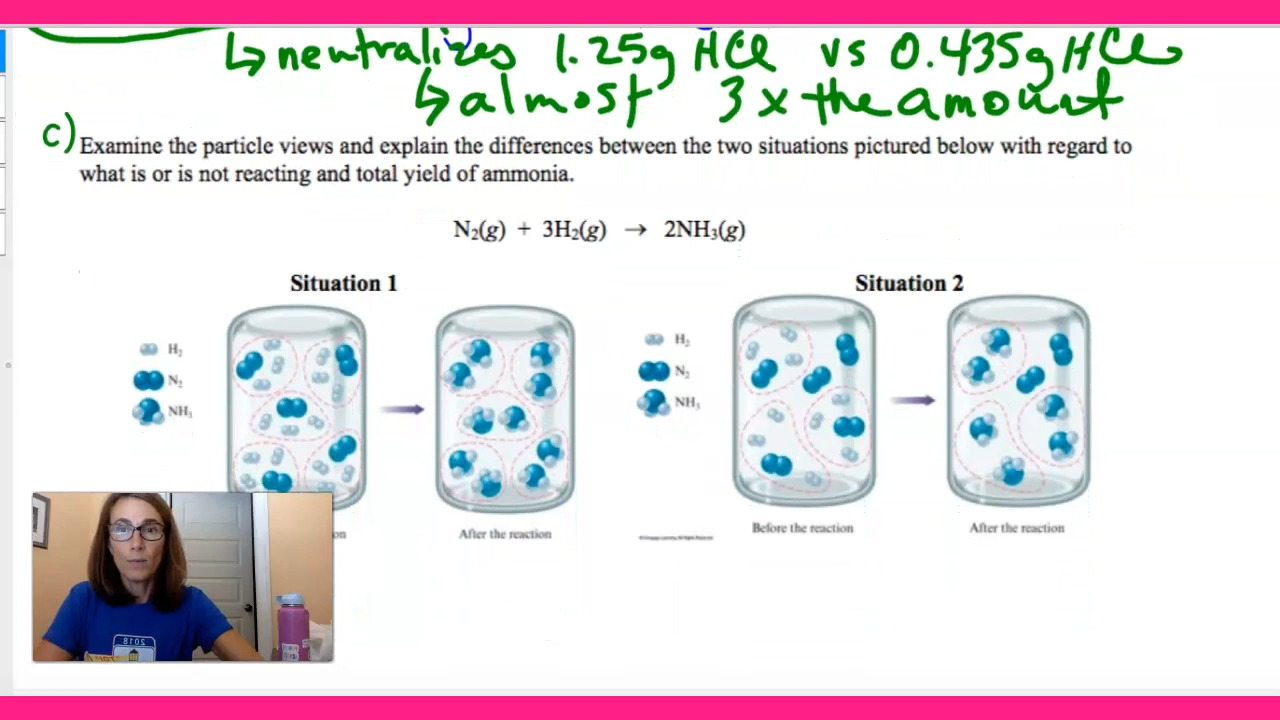 ↳ neutralizes 1.25g HCl vs 0.435g HCl
↳ almost 3x the amount
c) Examine the particle views and explain the differences between the two situations pictured below with regard to
what is or is not reacting and total yield of ammonia.
N₂(g) + 3H₂(g) → 2NH₃(g)
Situation 1
Situation 2
H₂
N₂
NH₃
H₂
N₂
NH₃
After the reaction
Before the reaction
After the reaction
2018